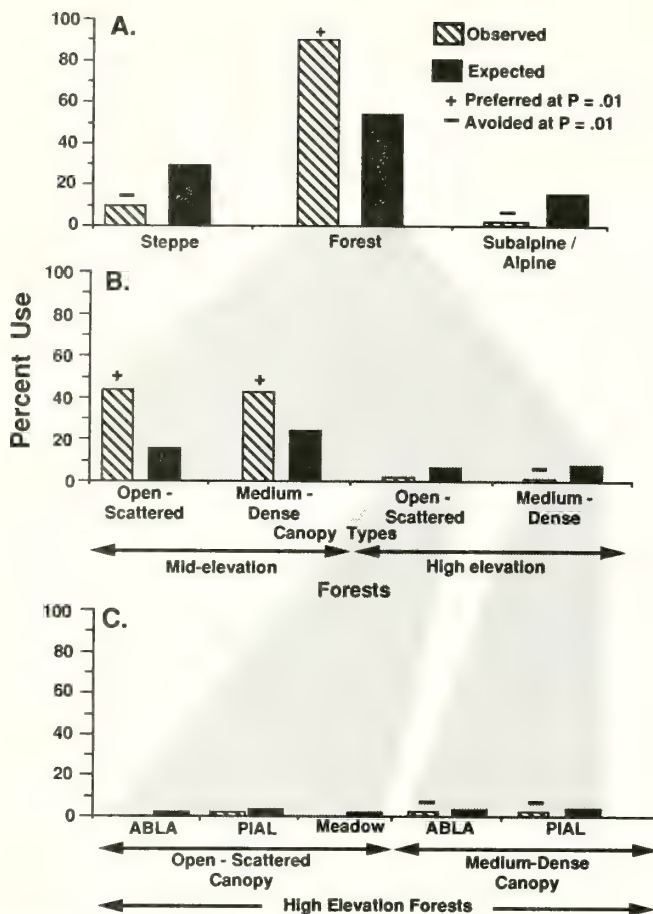 A.
Observed
Expected
+ Preferred at P = .01
− Avoided at P = .01
100
80
60
40
20
0
−
+
−
Steppe
Forest
Subalpine /
Alpine
Percent Use
B.
100
80
60
40
20
0
+
+
−
Open -
Scattered
Medium -
Dense
Open -
Scattered
Medium -
Dense
Canopy Types
Mid-elevation
High elevation
Forests
C.
100
80
60
40
20
0
−
−
ABLA
PIAL
Meadow
ABLA
PIAL
Open - Scattered
Canopy
Medium-Dense
Canopy
High Elevation Forests